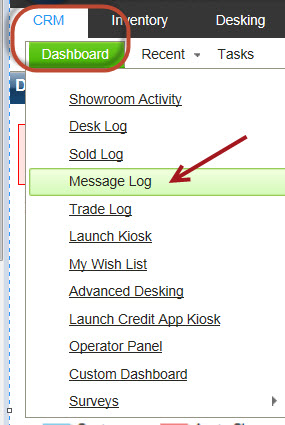 CRM Inventory Desking
Dashboard Recent Tasks
D
Showroom Activity
Desk Log
Sold Log
Message Log
Trade Log
Launch Kiosk
My Wish List
Advanced Desking
Launch Credit App Kiosk
Operator Panel
Custom Dashboard
Surveys